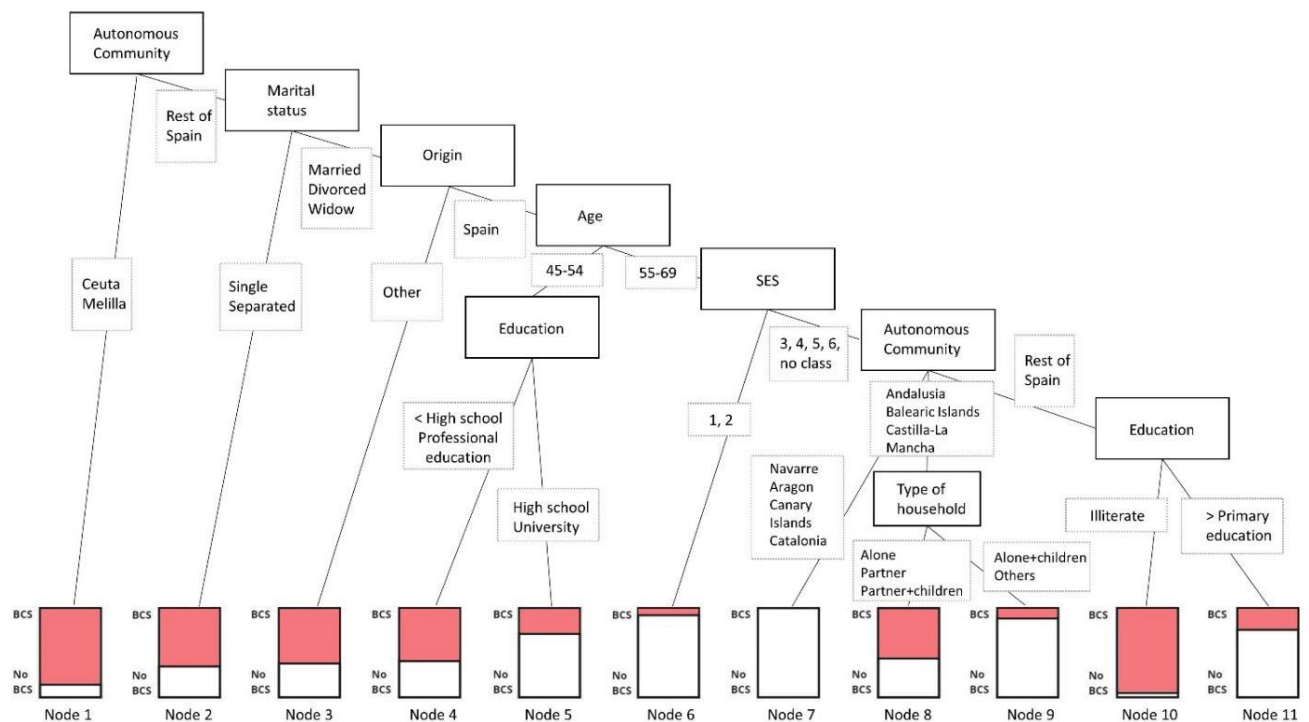 Autonomous
Community
Rest of
Spain
Marital
status
Married
Divorced
Widow
Origin
Spain
Age
Ceuta
Melilla
Single
Separated
Other
45-54
55-69
SES
Education
3, 4, 5, 6,
no class
Autonomous
Community
Rest of
Spain
< High school
Professional
education
High school
University
1, 2
Andalusia
Balearic Islands
Castilla-La
Mancha
Education
Navarre
Aragon
Canary
Islands
Catalonia
Type of
household
Illiterate
> Primary
education
Alone
Partner
Partner+children
Alone+children
Others
BCS
No
BCS
Node 1
BCS
No
BCS
Node 2
BCS
No
BCS
Node 3
BCS
No
BCS
Node 4
BCS
No
BCS
Node 5
BCS
No
BCS
Node 6
BCS
No
BCS
Node 7
BCS
No
BCS
Node 8
BCS
No
BCS
Node 9
BCS
No
BCS
Node 10
BCS
No
BCS
Node 11